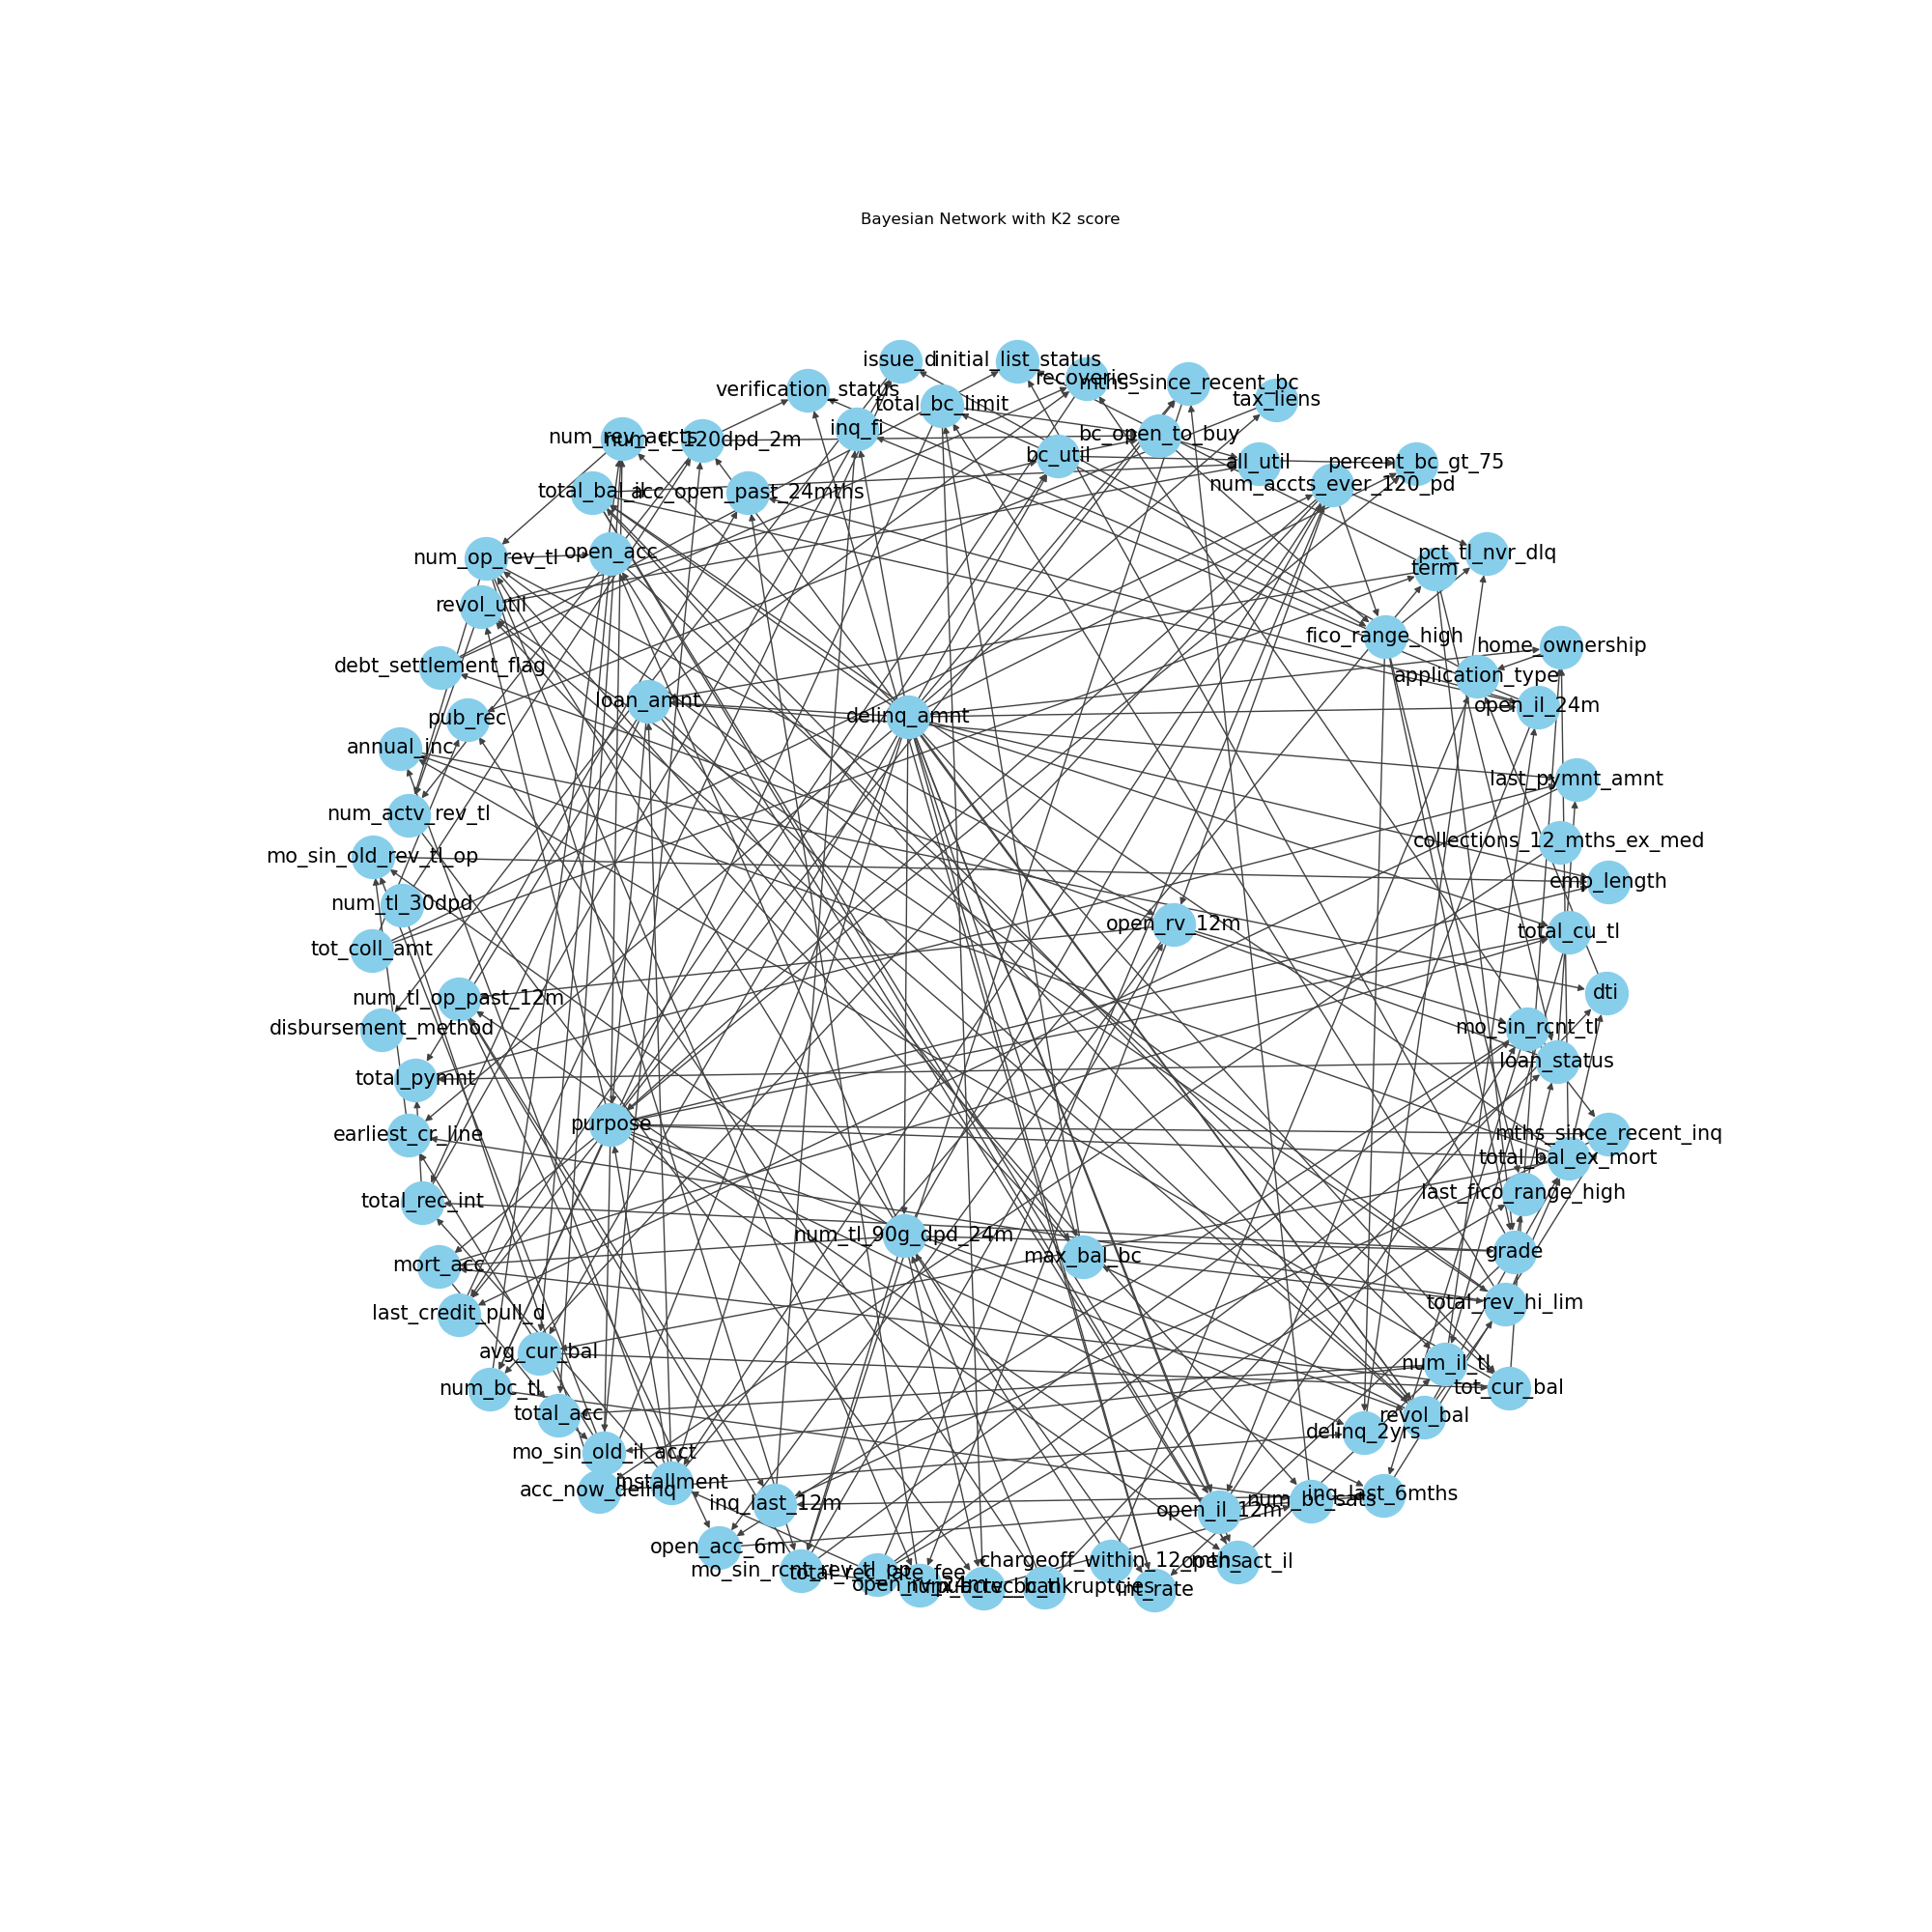 Bayesian Network with K2 score
issue_d
initial_list_status
recoveries
mths_since_recent_bc
verification_status
tax_liens
total_bc_limit
inq_fi
bc_open_to_buy
num_rev_accts
num_tl_120dpd_2m
bc_util
all_util
percent_bc_gt_75
num_accts_ever_120_pd
total_bal_il
acc_open_past_24mths
num_op_rev_tl
open_acc
pct_tl_nvr_dlq
term
revol_util
fico_range_high
home_ownership
debt_settlement_flag
application_type
loan_amnt
open_il_24m
pub_rec
delinq_amnt
annual_inc
last_pymnt_amnt
num_actv_rev_tl
collections_12_mths_ex_med
mo_sin_old_rev_tl_op
emp_length
num_tl_30dpd
open_rv_12m
total_cu_tl
tot_coll_amt
dti
num_tl_op_past_12m
disbursement_method
mo_sin_rcnt_tl
loan_status
total_pymnt
purpose
earliest_cr_line
mths_since_recent_inq
total_bal_ex_mort
total_rec_int
last_fico_range_high
num_tl_90g_dpd_24m
max_bal_bc
grade
mort_acc
total_rev_hi_lim
last_credit_pull_d
avg_cur_bal
num_il_tl
num_bc_tl
tot_cur_bal
total_acc
revol_bal
delinq_2yrs
mo_sin_old_il_acct
installment
acc_now_delinq
inq_last_12m
num_bc_sats
inq_last_6mths
open_il_12m
open_acc_6m
chargeoff_within_12_mths
open_act_il
mo_sin_rcnt_rev_tl_op
total_rec_late_fee
open_rv_24m
num_actv_bc_tl
pub_rec_bankruptcies
int_rate